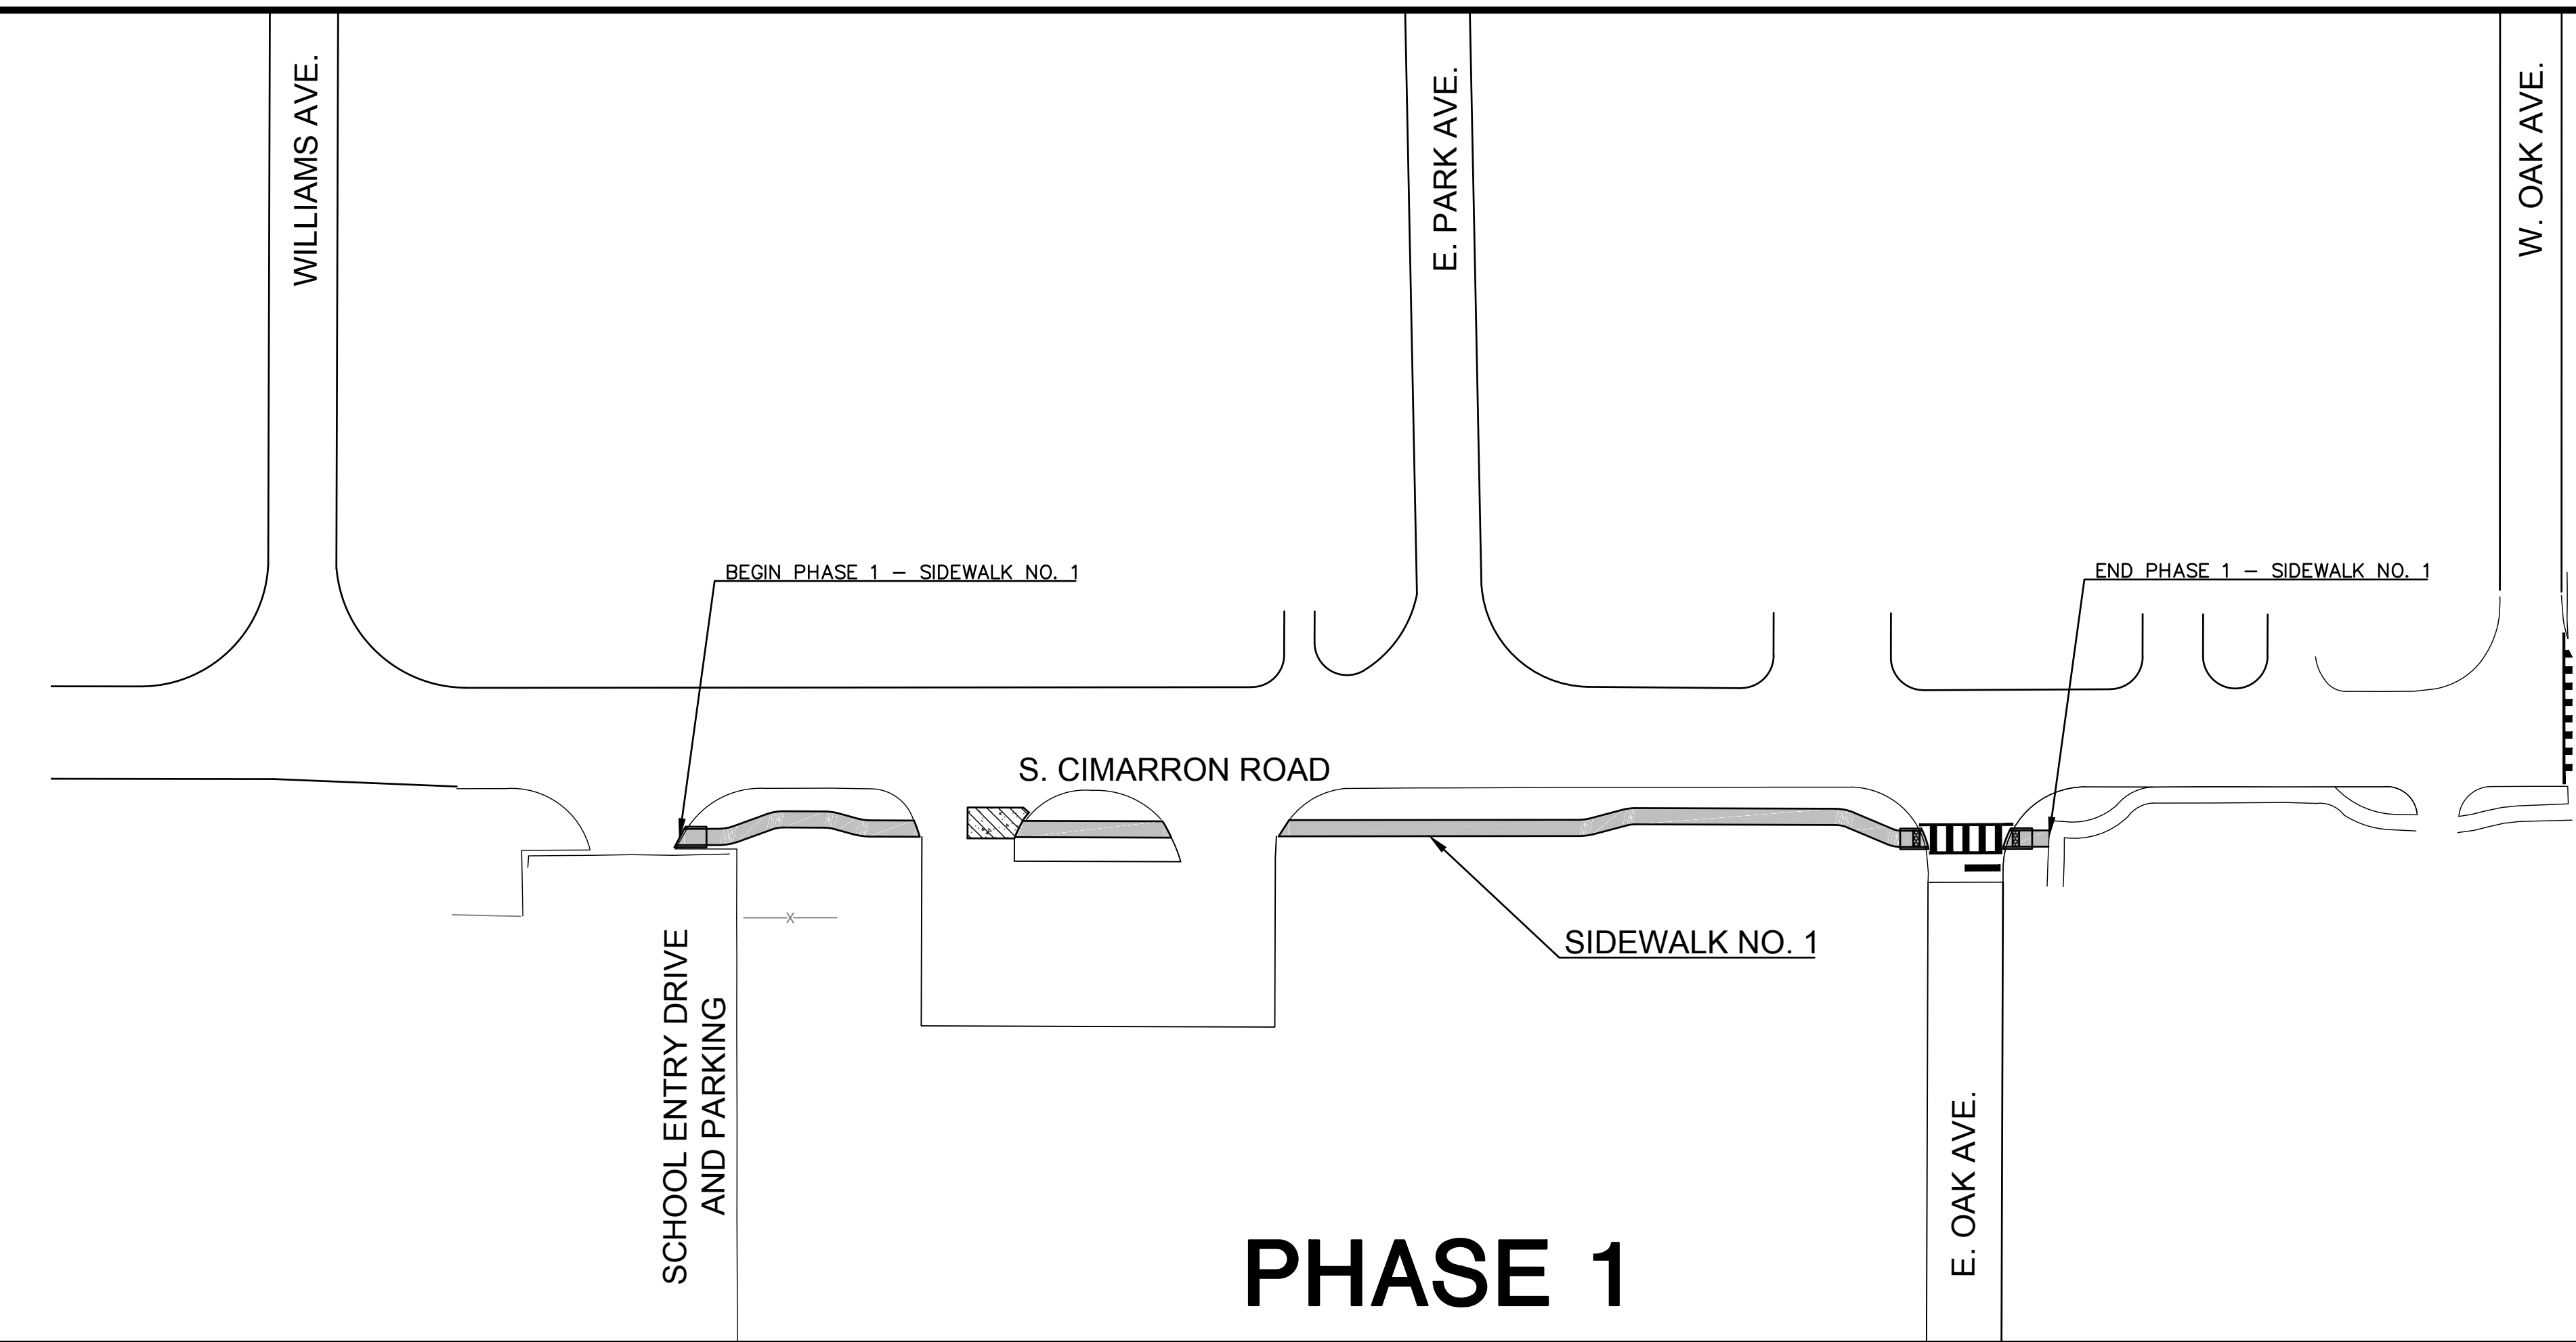 WILLIAMS AVE.
E. PARK AVE.
W. OAK AVE.
BEGIN PHASE 1 – SIDEWALK NO. 1
END PHASE 1 – SIDEWALK NO. 1
S. CIMARRON ROAD
X
SIDEWALK NO. 1
SCHOOL ENTRY DRIVE
AND PARKING
E. OAK AVE.
PHASE 1